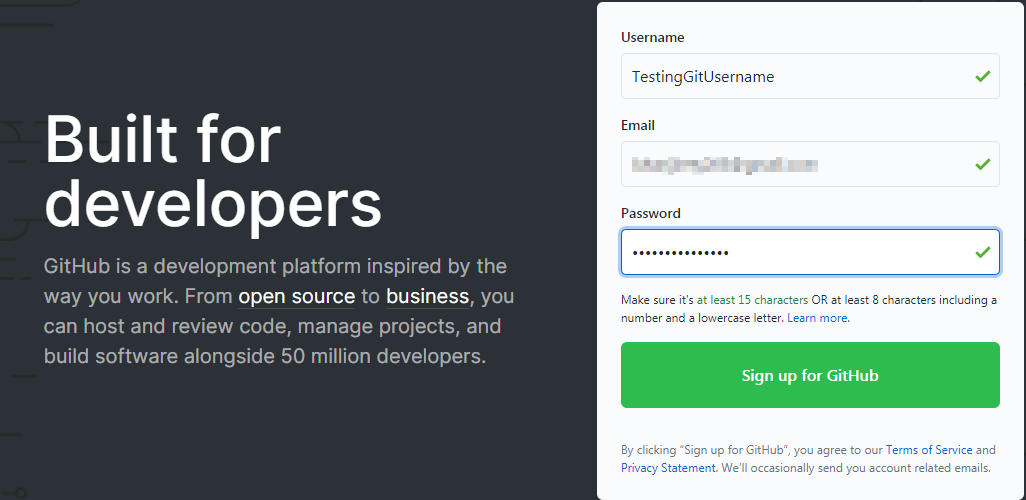 Built for
developers
GitHub is a development platform inspired by the
way you work. From open source to business, you
can host and review code, manage projects, and
build software alongside 50 million developers.
Username
TestingGitUsername
Email
Password
•••••••••••••••
Make sure it's at least 15 characters OR at least 8 characters including a
number and a lowercase letter. Learn more.
Sign up for GitHub
By clicking “Sign up for GitHub”, you agree to our Terms of Service and
Privacy Statement. We’ll occasionally send you account related emails.